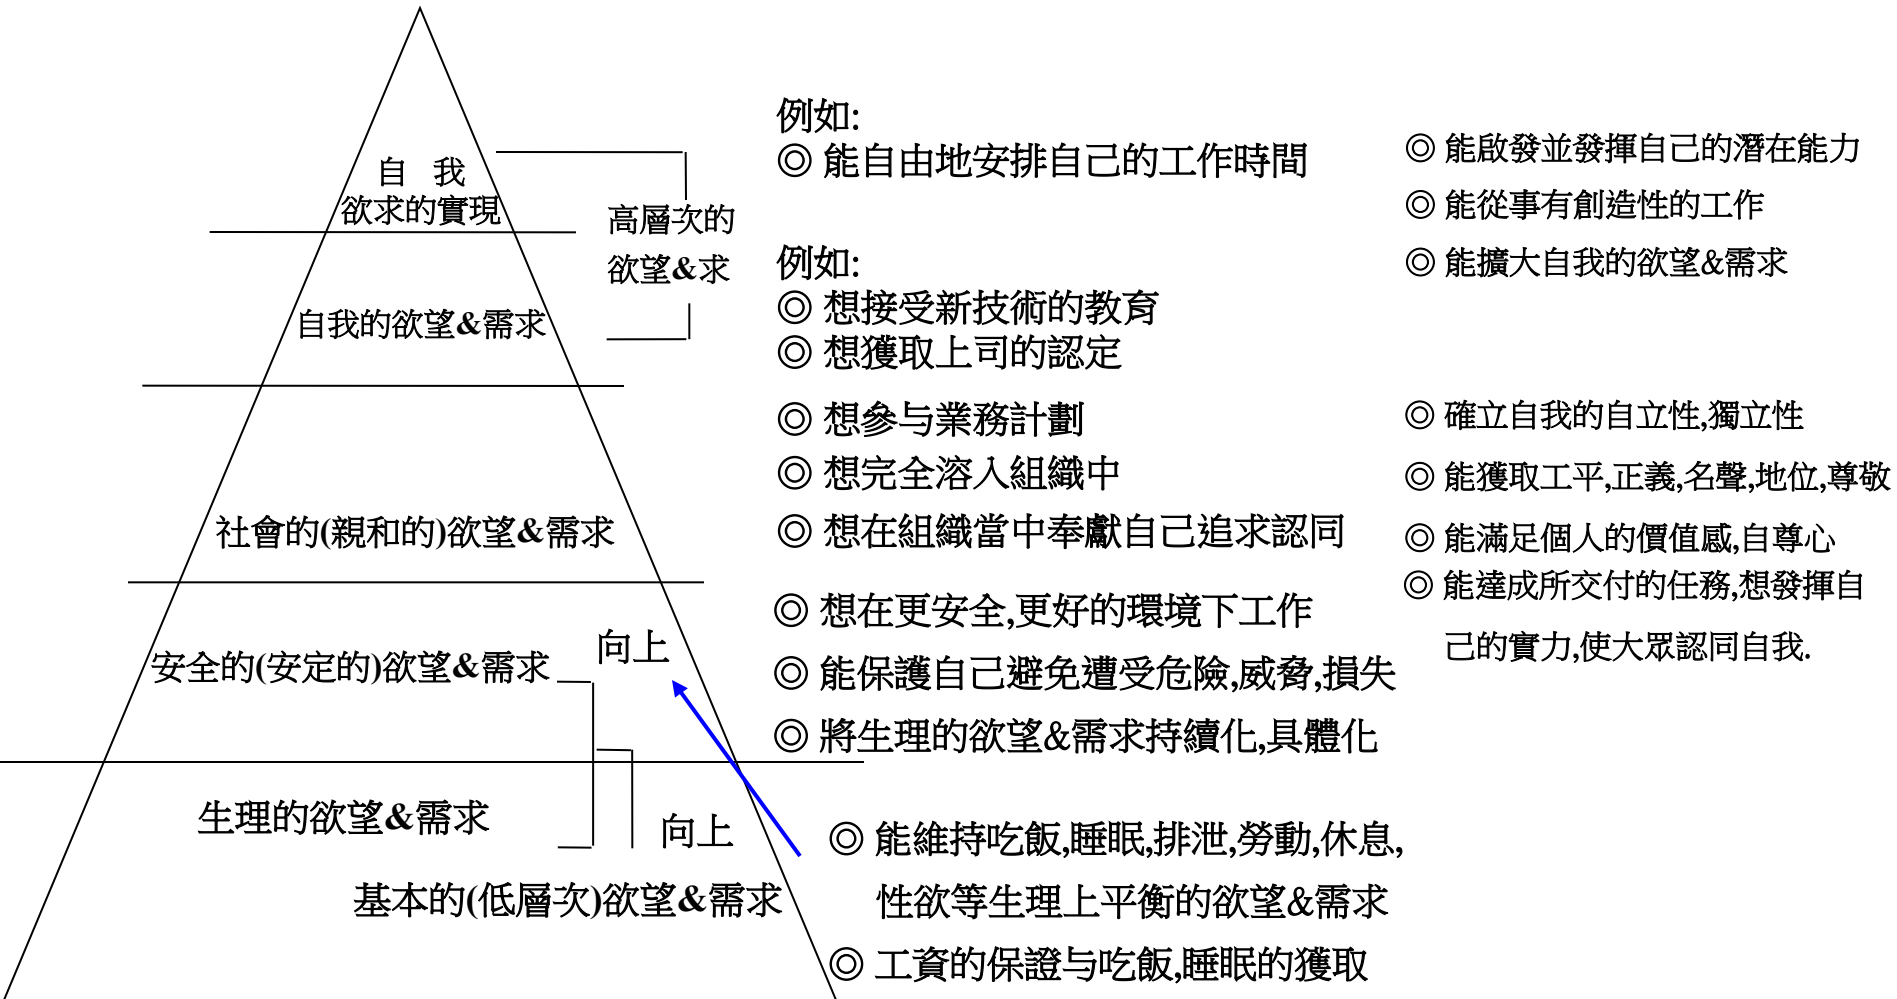 自 我
欲求的實現
高層次的
欲望&求
自我的欲望&需求
社會的(親和的)欲望&需求
安全的(安定的)欲望&需求
向上
生理的欲望&需求
向上
基本的(低層次)欲望&需求
例如:
◎ 能自由地安排自己的工作時間
例如:
◎ 想接受新技術的教育
◎ 想獲取上司的認定
◎ 想參与業務計劃
◎ 想完全溶入組織中
◎ 想在組織當中奉獻自己追求認同
◎ 想在更安全,更好的環境下工作
◎ 能保護自己避免遭受危險,威脅,損失
◎ 將生理的欲望&需求持續化,具體化
◎ 能維持吃飯,睡眠,排泄,勞動,休息,
性欲等生理上平衡的欲望&需求
◎ 工資的保證与吃飯,睡眠的獲取
◎ 能啟發並發揮自己的潛在能力
◎ 能從事有創造性的工作
◎ 能擴大自我的欲望&需求
◎ 確立自我的自立性,獨立性
◎ 能獲取工平,正義,名聲,地位,尊敬
◎ 能滿足個人的價值感,自尊心
◎ 能達成所交付的任務,想發揮自
己的實力,使大眾認同自我.